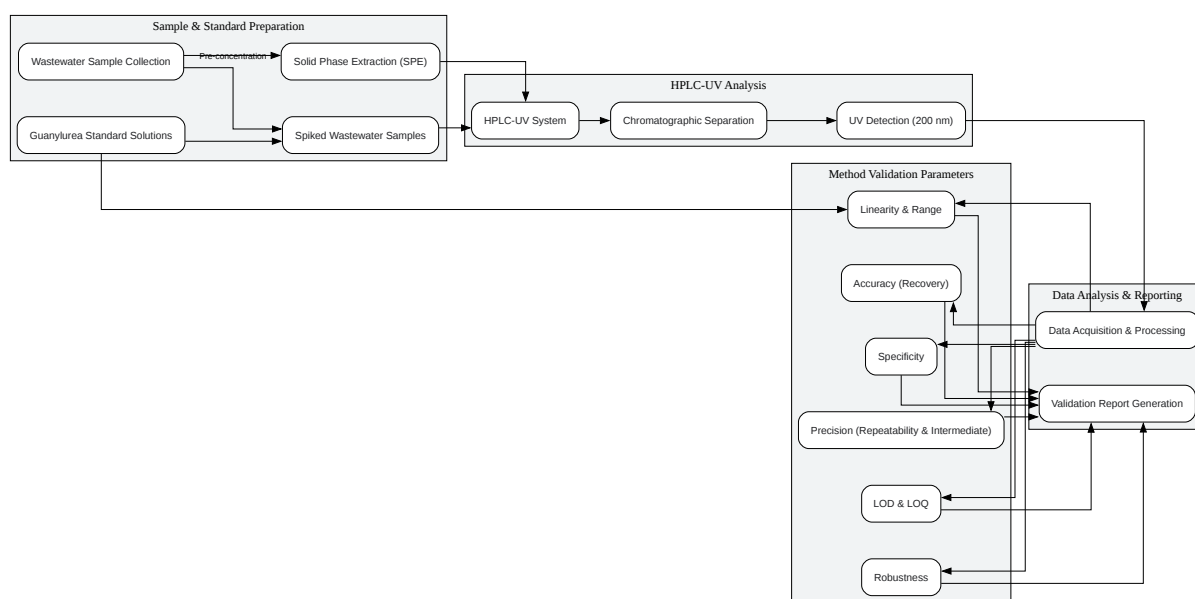 Sample & Standard Preparation
Wastewater Sample Collection
Pre-concentration
Solid Phase Extraction (SPE)
Guanylurea Standard Solutions
Spiked Wastewater Samples
HPLC-UV Analysis
HPLC-UV System
Chromatographic Separation
UV Detection (200 nm)
Method Validation Parameters
Linearity & Range
Accuracy (Recovery)
Specificity
Precision (Repeatability & Intermediate)
LOD & LOQ
Robustness
Data Analysis & Reporting
Data Acquisition & Processing
Validation Report Generation